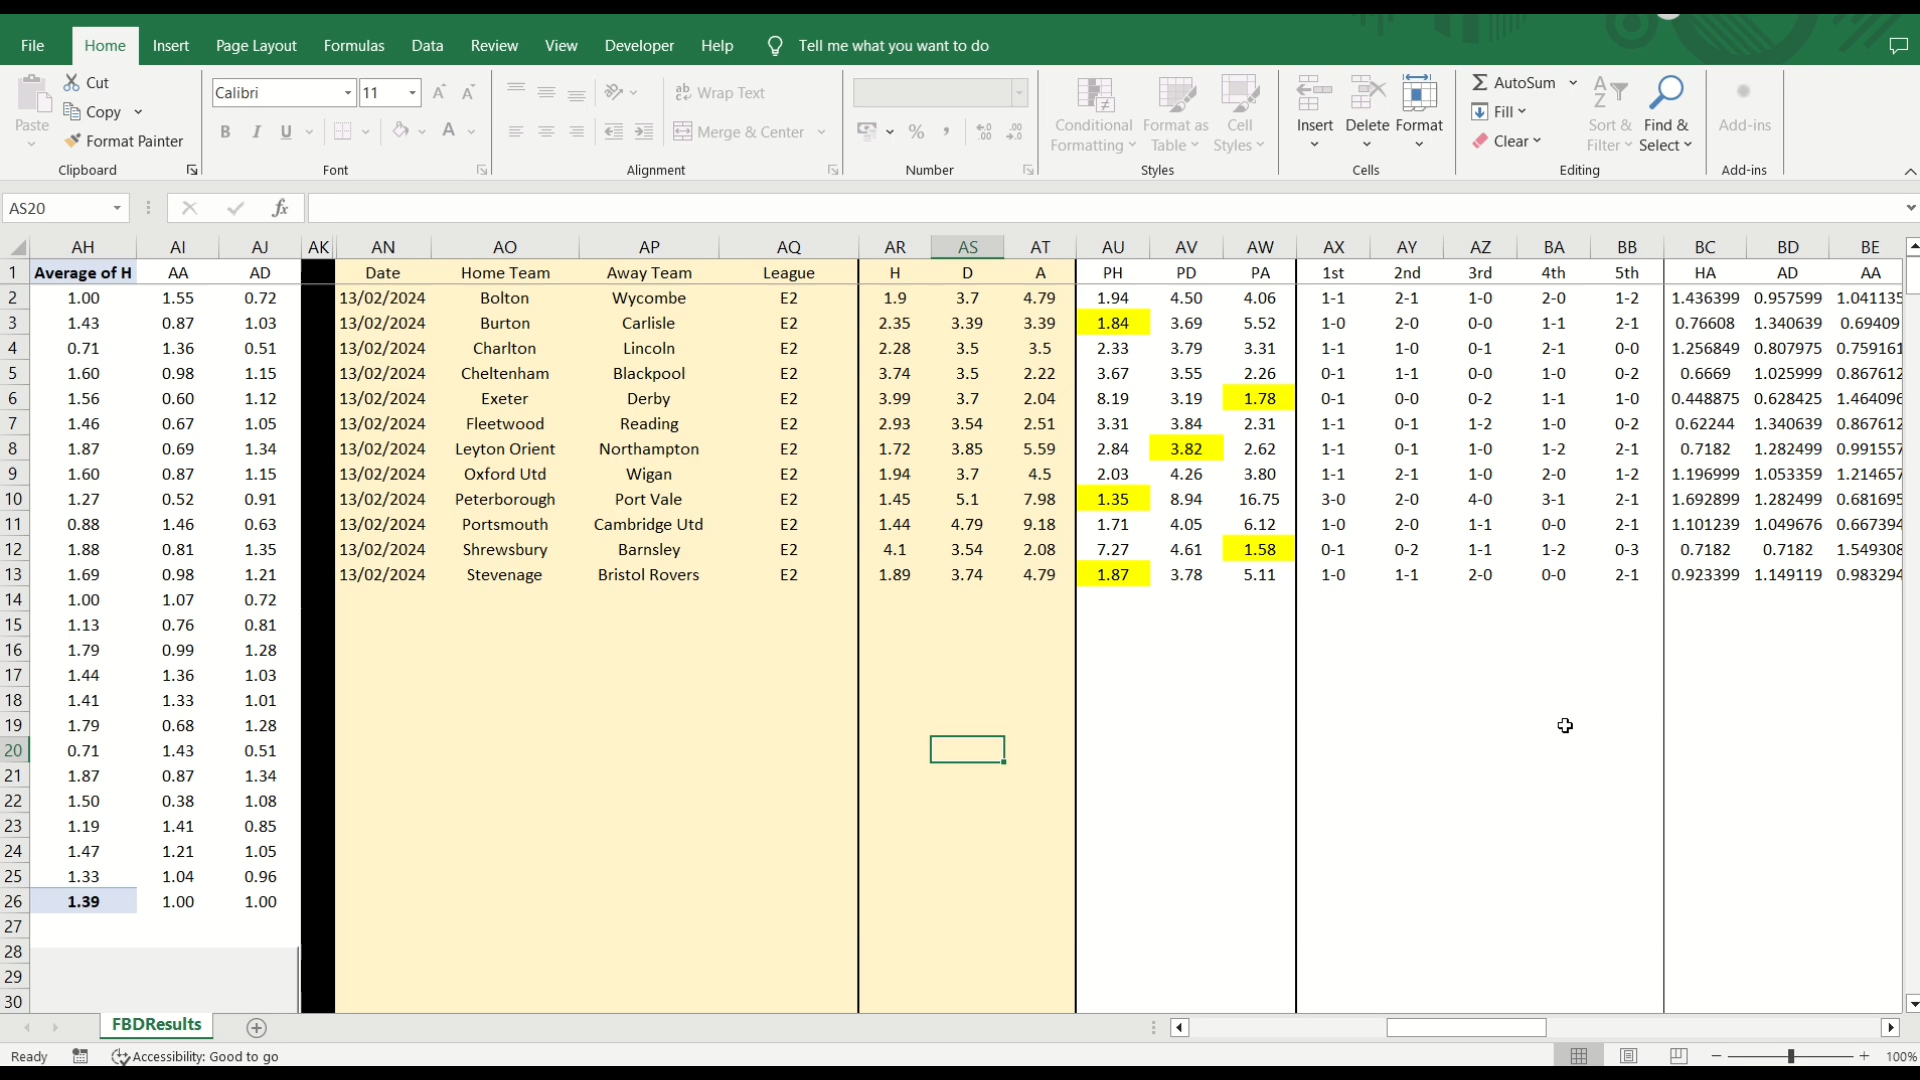 File Home Insert Page Layout Formulas Data Review View Developer Help Tell me what you want to do
Paste Cut Copy Format Painter Clipboard
Calibri 11 A A B I U A Font
ab Wrap Text Merge & Center Alignment
% , Number
Conditional Formatting Format as Table Cell Styles Styles
Insert Delete Format Cells
AutoSum Fill Clear Sort & Filter Find & Select Editing
Add-ins Add-ins
AS20 fx
AH AI AJ AK AN AO AP AQ AR AS AT AU AV AW AX AY AZ BA BB BC BD BE
1 Average of H AA AD Date Home Team Away Team League H D A PH PD PA 1st 2nd 3rd 4th 5th HA AD AA
2 1.00 1.55 0.72 13/02/2024 Bolton Wycombe E2 1.9 3.7 4.79 1.94 4.50 4.06 1-1 2-1 1-0 2-0 1-2 1.436399 0.957599 1.041135
3 1.43 0.87 1.03 13/02/2024 Burton Carlisle E2 2.35 3.39 3.39 1.84 3.69 5.52 1-0 2-0 0-0 1-1 2-1 0.76608 1.340639 0.69409
4 0.71 1.36 0.51 13/02/2024 Charlton Lincoln E2 2.28 3.5 3.5 2.33 3.79 3.31 1-1 1-0 0-1 2-1 0-0 1.256849 0.807975 0.759161
5 1.60 0.98 1.15 13/02/2024 Cheltenham Blackpool E2 3.74 3.5 2.22 3.67 3.55 2.26 0-1 1-1 0-0 1-0 0-2 0.6669 1.025999 0.867612
6 1.56 0.60 1.12 13/02/2024 Exeter Derby E2 3.99 3.7 2.04 8.19 3.19 1.78 0-1 0-0 0-2 1-1 1-0 0.448875 0.628425 1.464096
7 1.46 0.67 1.05 13/02/2024 Fleetwood Reading E2 2.93 3.54 2.51 3.31 3.84 2.31 1-1 0-1 1-2 1-0 0-2 0.62244 1.340639 0.867612
8 1.87 0.69 1.34 13/02/2024 Leyton Orient Northampton E2 1.72 3.85 5.59 2.84 3.82 2.62 1-1 0-1 1-0 1-2 2-1 0.7182 1.282499 0.991557
9 1.60 0.87 1.15 13/02/2024 Oxford Utd Wigan E2 1.94 3.7 4.5 2.03 4.26 3.80 1-1 2-1 1-0 2-0 1-2 1.196999 1.053359 1.214657
10 1.27 0.52 0.91 13/02/2024 Peterborough Port Vale E2 1.45 5.1 7.98 1.35 8.94 16.75 3-0 2-0 4-0 3-1 2-1 1.692899 1.282499 0.681695
11 0.88 1.46 0.63 13/02/2024 Portsmouth Cambridge Utd E2 1.44 4.79 9.18 1.71 4.05 6.12 1-0 2-0 1-1 0-0 2-1 1.101239 1.049676 0.667394
12 1.88 0.81 1.35 13/02/2024 Shrewsbury Barnsley E2 4.1 3.54 2.08 7.27 4.61 1.58 0-1 0-2 1-1 1-2 0-3 0.7182 0.7182 1.549308
13 1.69 0.98 1.21 13/02/2024 Stevenage Bristol Rovers E2 1.89 3.74 4.79 1.87 3.78 5.11 1-0 1-1 2-0 0-0 2-1 0.923399 1.149119 0.983294
14 1.00 1.07 0.72
15 1.13 0.76 0.81
16 1.79 0.99 1.28
17 1.44 1.36 1.03
18 1.41 1.33 1.01
19 1.79 0.68 1.28
20 0.71 1.43 0.51
21 1.87 0.87 1.34
22 1.50 0.38 1.08
23 1.19 1.41 0.85
24 1.47 1.21 1.05
25 1.33 1.04 0.96
26 1.39 1.00 1.00
27
28
29
30
FBDResults
Ready Accessibility: Good to go 100%